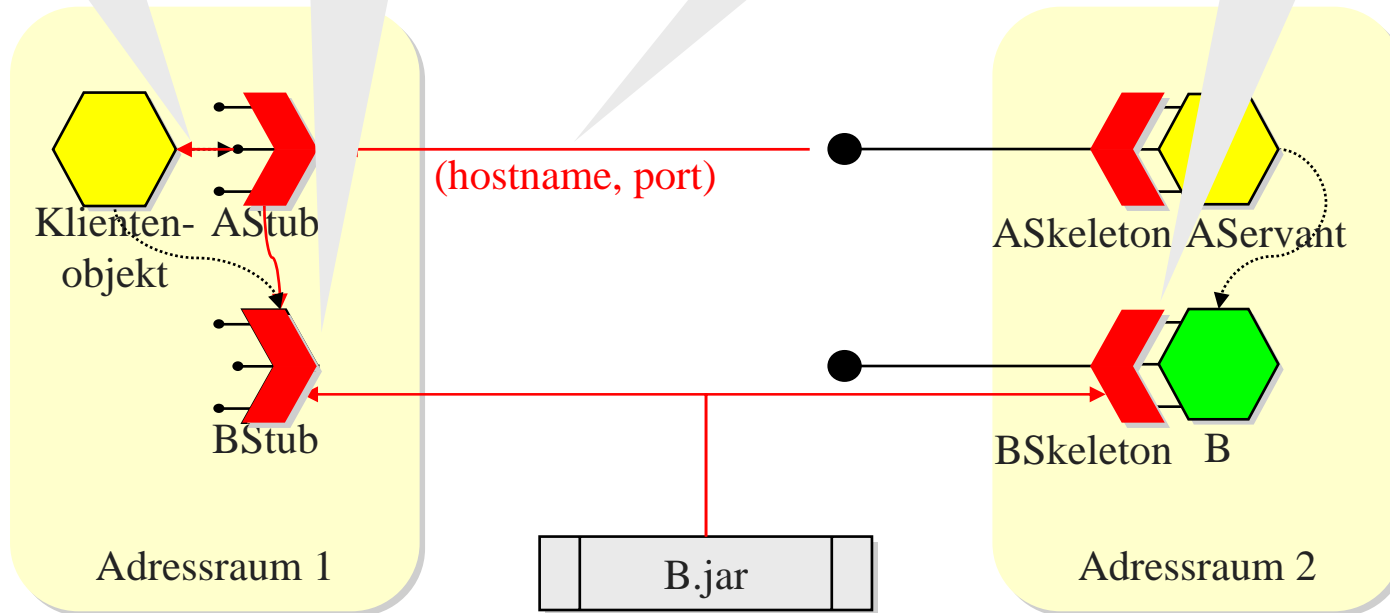 (hostname, port)
Klienten-
objekt
AStub
ASkeleton
AServant
BStub
BSkeleton
B
Adressraum 1
B.jar
Adressraum 2